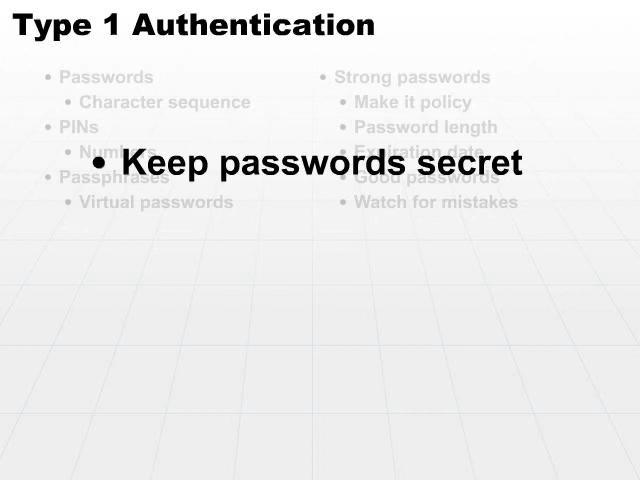 Type 1 Authentication
• Passwords
• Character sequence
• PINs
• Numbers
• Passphrases
• Virtual passwords
• Strong passwords
• Make it policy
• Password length
• Expiration date
• Good passwords
• Watch for mistakes
• Keep passwords secret